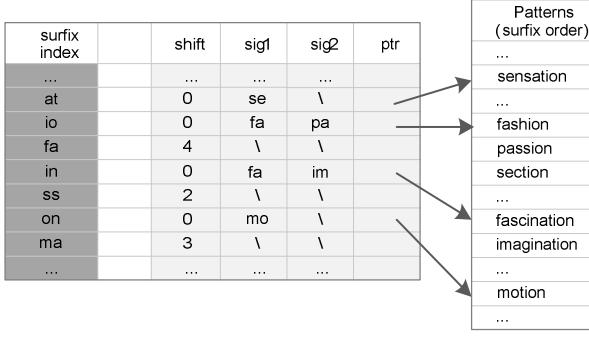 surfix index shift sig1 sig2 ptr
... ... ... ...
at 0 se \
io 0 fa pa
fa 4 \ \
in 0 fa im
ss 2 \ \
on 0 mo \
ma 3 \ \
... ... ... ...
Patterns
(surfix order)
...
sensation
...
fashion
passion
section
...
fascination
imagination
...
motion
...